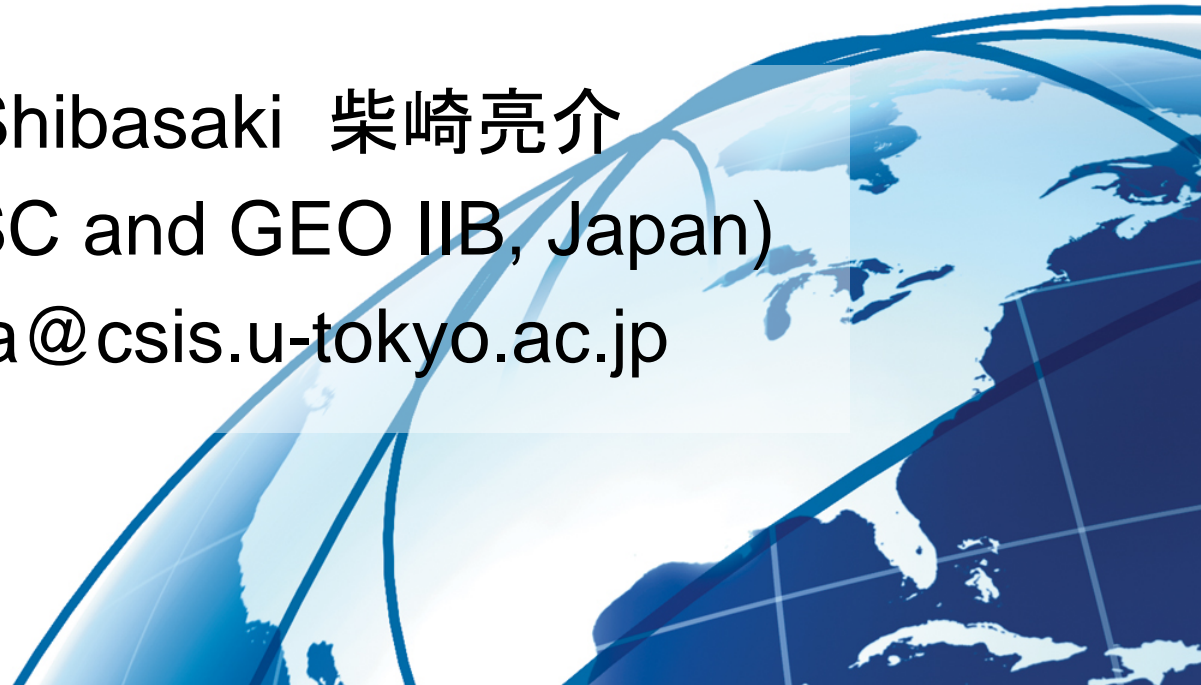 Shibasaki 柴崎亮介
SC and GEO IIB, Japan)
a@csis.u-tokyo.ac.jp